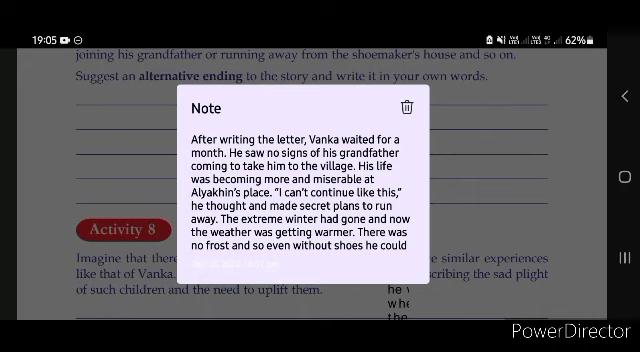 19:05
62%
joining his grandfather or running away from the shoemaker's house and so on.
Suggest an alternative ending to the story and write it in your own words.
Note
After writing the letter, Vanka waited for a
month. He saw no signs of his grandfather
coming to take him to the village. His life
was becoming more and miserable at
Alyakhin's place. "I can't continue like this,"
he thought and made secret plans to run
away. The extreme winter had gone and now
the weather was getting warmer. There was
no frost and so even without shoes he could
Activity 8
Imagine that there e similar experiences
like that of Vanka. scribing the sad plight
of such children and the need to uplift them.
he
whe
the
PowerDirector